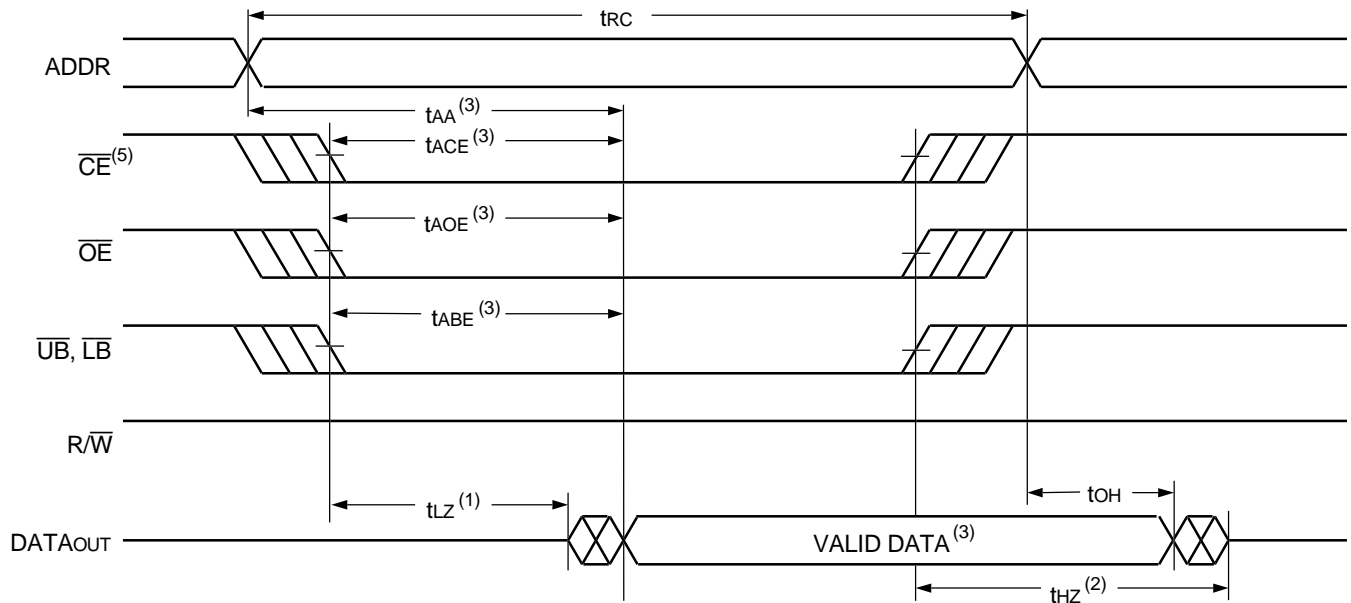 tRC
ADDR
tAA (3)
tACE (3)
CE(5)
tAOE (3)
OE
tABE (3)
UB, LB
R/W
tLZ (1)
tOH
DATAOUT
VALID DATA(3)
tHZ (2)